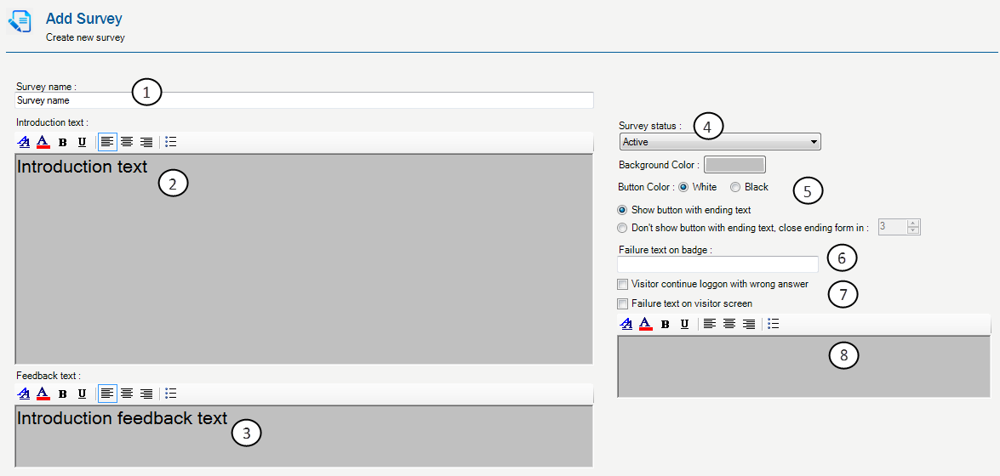 Add Survey
Create new survey
Survey name :
1
Survey name
Introduction text :
A A B U
Introduction text
2
Feedback text :
A A B U
Introduction feedback text
3
Survey status :
4
Active
Background Color :
Button Color : White Black
5
Show button with ending text
Don't show button with ending text, close ending form in : 3
Failure text on badge :
6
Visitor continue loggon with wrong answer
7
Failure text on visitor screen
A A B U
8